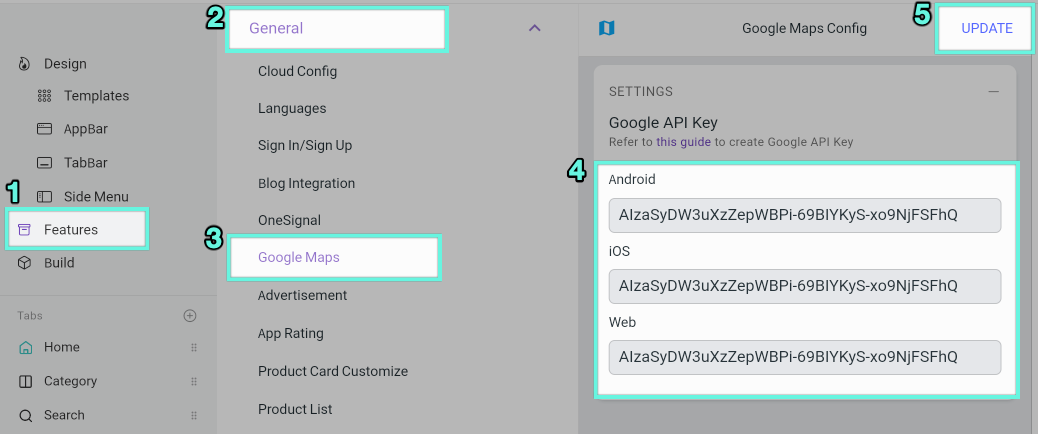 1
2
3
4
5
Design
Templates
AppBar
TabBar
Side Menu
Features
Build
Tabs
Home
Category
Search
General
Cloud Config
Languages
Sign In/Sign Up
Blog Integration
OneSignal
Google Maps
Advertisement
App Rating
Product Card Customize
Product List
Google Maps Config
UPDATE
SETTINGS
Google API Key
Refer to this guide to create Google API Key
Android
AIzaSyDW3uXzZepWBPi-69BIYKyS-xo9NjFSFhQ
iOS
AIzaSyDW3uXzZepWBPi-69BIYKyS-xo9NjFSFhQ
Web
AIzaSyDW3uXzZepWBPi-69BIYKyS-xo9NjFSFhQ